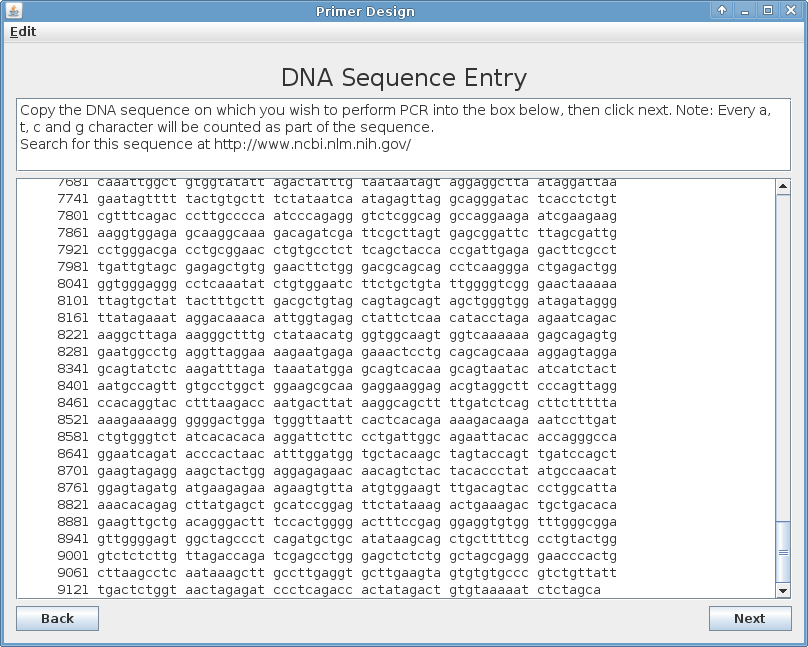 Primer Design
Edit
DNA Sequence Entry
Copy the DNA sequence on which you wish to perform PCR into the box below, then click next. Note: Every a,
t, c and g character will be counted as part of the sequence.
Search for this sequence at http://www.ncbi.nlm.nih.gov/
7681 caaattggct gtggtatatt agactatttg taataatagt aggaggctta ataggattaa
7741 gaatagtttt tactgtgctt tctataatca atagagttag gcagggatac tcacctctgt
7801 cgtttcagac ccttgcccca atcccagagg gtctcggcag gccaggaaga atcgaagaag
7861 aaggtggaga gcaaggcaaa gacagatcga ttcgcttagt gagcggattc ttagcgattg
7921 cctgggacga cctgcggaac ctgtgcctct tcagctacca ccgattgaga gacttcgcct
7981 tgattgtagc gagagctgtg gaacttctgg gacgcagcag cctcaaggga ctgagactgg
8041 ggtgggaggg cctcaaatat ctgtggaatc ttctgctgta ttggggtcgg gaactaaaaa
8101 ttagtgctat tactttgctt gacgctgtag cagtagcagt agctgggtgg atagataggg
8161 ttatagaaat aggacaaaca attggtagag ctattctcaa catacctaga agaatcagac
8221 aaggcttaga aagggctttg ctataacatg ggtggcaagt ggtcaaaaaa gagcagagtg
8281 gaatggcctg aggttaggaa aagaatgaga gaaactcctg cagcagcaaa aggagtagga
8341 gcagtatctc aagatttaga taaatatgga gcagtcacaa gcagtaatac atcatctact
8401 aatgccagtt gtgcctggct ggaagcgcaa gaggaaggag acgtaggctt cccagttagg
8461 ccacaggtac ctttaagacc aatgacttat aaggcagctt ttgatctcag cttcttttta
8521 aaagaaaagg gggggactgga tgggttaatt cactcacaga aaagacaaga aatccttgat
8581 ctgtgggtct atcacacaca aggattcttc cctgattggc agaattacac accagggcca
8641 ggaatcagat acccactaac atttggatgg tgctacaagc tagtaccagt tgatccagct
8701 gaagtagagg aagctactgg aggagagaac aacagtctac tacaccctat atgccaacat
8761 ggagtagatg atgaagagaa agaagtgtta atgtggaagt ttgacagtac cctggcatta
8821 aaacacagag cttatgagct gcatccggag ttctataaag actgaaagac tgctgacaca
8881 gaagttgctg acagggactt tccactgggg actttccgag ggaggtgtgg tttgggcgga
8941 gttggggagt ggctagccct cagatgctgc atataagcag ctgcttttcg cctgtactgg
9001 gtctctcttg ttagaccaga tcgagcctgg gagctctctg gctagcgagg gaacccactg
9061 cttaagcctc aataaagctt gccttgaggt gcttgaagta gtgtgtgccc gtctgttatt
9121 tgactctggt aactagagat ccctcagacc actatagact gtgtaaaaat ctctagca
Back
Next